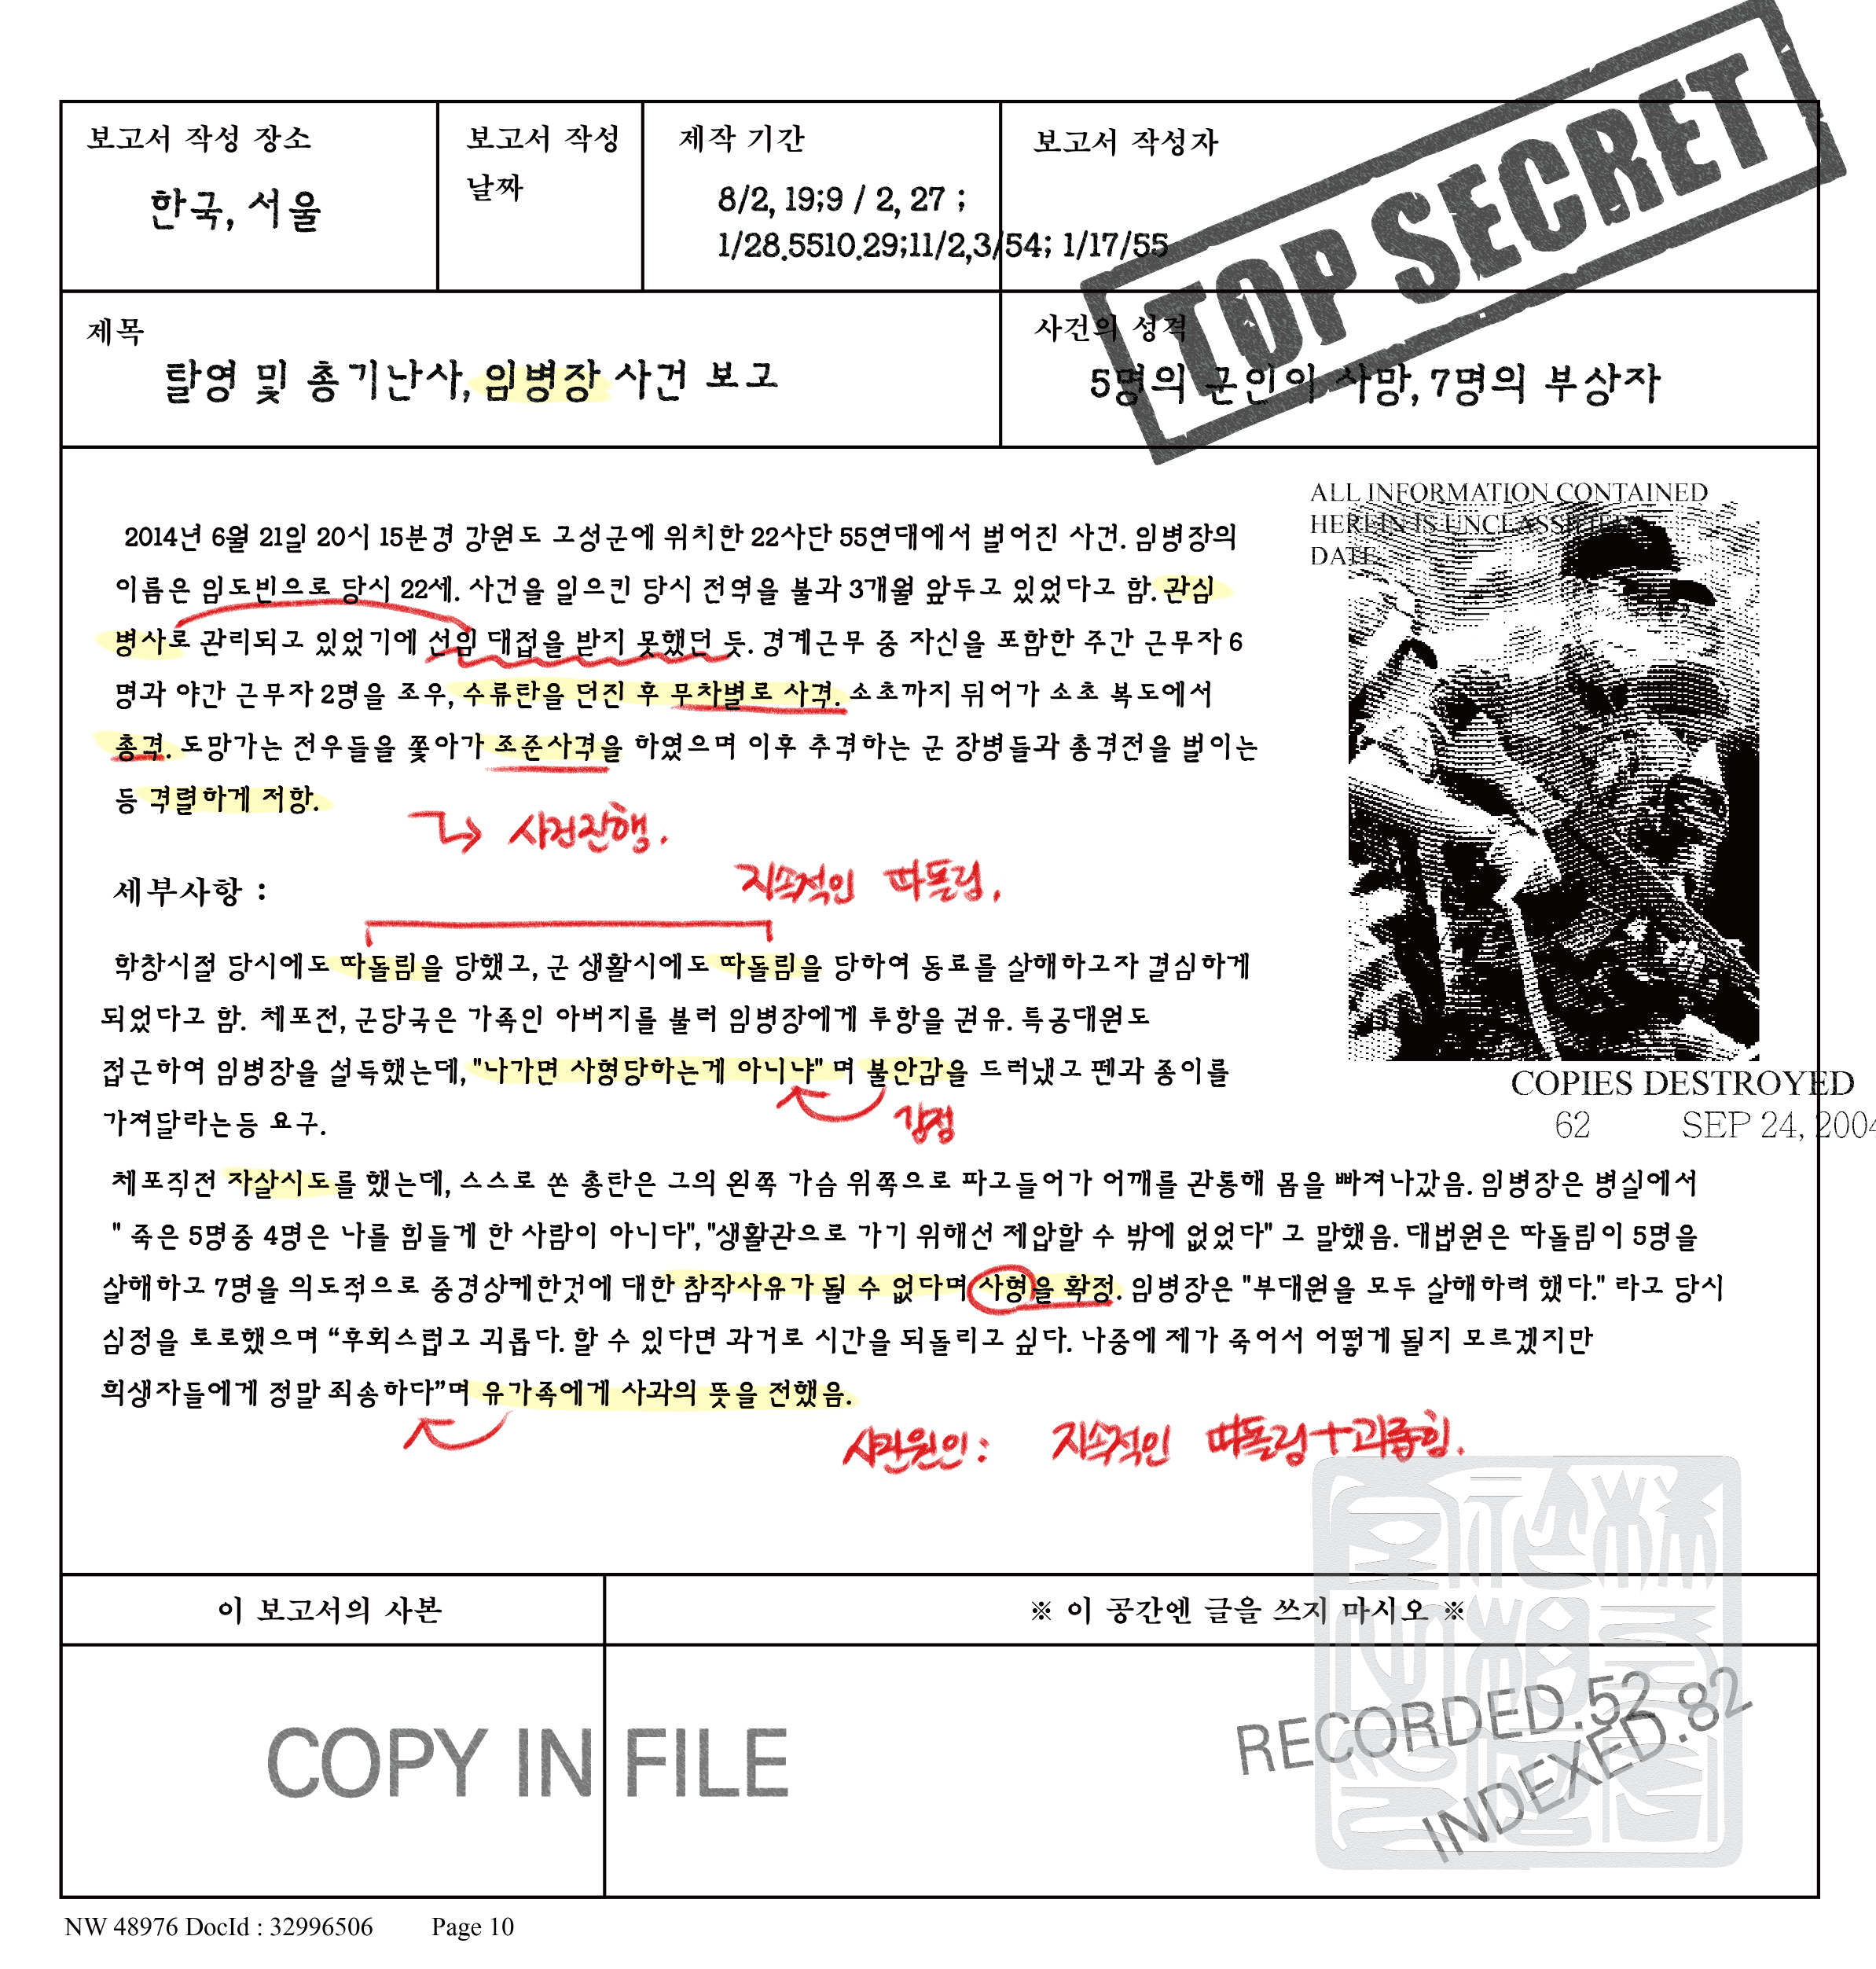 보고서 작성 장소
한국, 서울
보고서 작성
날짜
제작 기간
8/2, 19;9 / 2, 27 ;
1/28.5510.29;11/2,3/54; 1/17/55
보고서 작성자
TOP SECRET
제목
탈영 및 총기난사, 임병장 사건 보고
사건의 성격
5명의 군인이 사망, 7명의 부상자
ALL INFORMATION CONTAINED
HEREIN IS UNCLASSIFIED
DATE
2014년 6월 21일 20시 15분경 강원도 고성군에 위치한 22사단 55연대에서 벌어진 사건. 임병장의
이름은 임도빈으로 당시 22세. 사건을 일으킨 당시 전역을 불과 3개월 앞두고 있었다고 함. 관심
병사로 관리되고 있었기에 선임 대접을 받지 못했던 듯. 경계근무 중 자신을 포함한 주간 근무자 6
명과 야간 근무자 2명을 조우, 수류탄을 던진 후 무차별로 사격. 소초까지 뒤어가 소초 복도에서
총격. 도망가는 전우들을 쫓아가 조준사격을 하였으며 이후 추격하는 군 장병들과 총격전을 벌이는
등 격렬하게 저항.
사건진행.
지속적인 따돌림.
세부사항 :
학창시절 당시에도 따돌림을 당했고, 군 생활시에도 따돌림을 당하여 동료를 살해하고자 결심하게
되었다고 함. 체포전, 군당국은 가족인 아버지를 불러 임병장에게 투항을 권유. 특공대원도
접근하여 임병장을 설득했는데, "나가면 사형당하는게 아니냐" 며 불안감을 드러냈고 펜과 종이를
감정
가져달라는등 요구.
COPIES DESTROYED
62 SEP 24, 2004
체포직전 자살시도를 했는데, 스스로 쏜 총탄은 그의 왼쪽 가슴 위쪽으로 파고들어가 어깨를 관통해 몸을 빠져나갔음. 임병장은 병실에서
" 죽은 5명중 4명은 나를 힘들게 한 사람이 아니다", "생활관으로 가기 위해선 제압할 수 밖에 없었다" 고 말했음. 대법원은 따돌림이 5명을
살해하고 7명을 의도적으로 중경상케한것에 대한 참작사유가 될 수 없다며 사형을 확정. 임병장은 "부대원을 모두 살해하려 했다." 라고 당시
심정을 토로했으며 “후회스럽고 괴롭다. 할 수 있다면 과거로 시간을 되돌리고 싶다. 나중에 제가 죽어서 어떻게 될지 모르겠지만
희생자들에게 정말 죄송하다”며 유가족에게 사과의 뜻을 전했음.
사건원인: 지속적인 따돌림+괴롭힘.
이 보고서의 사본
※ 이 공간엔 글을 쓰지 마시오 ※
COPY IN FILE
RECORDED.52
INDEXED.82
NW 48976 DocId : 32996506 Page 10